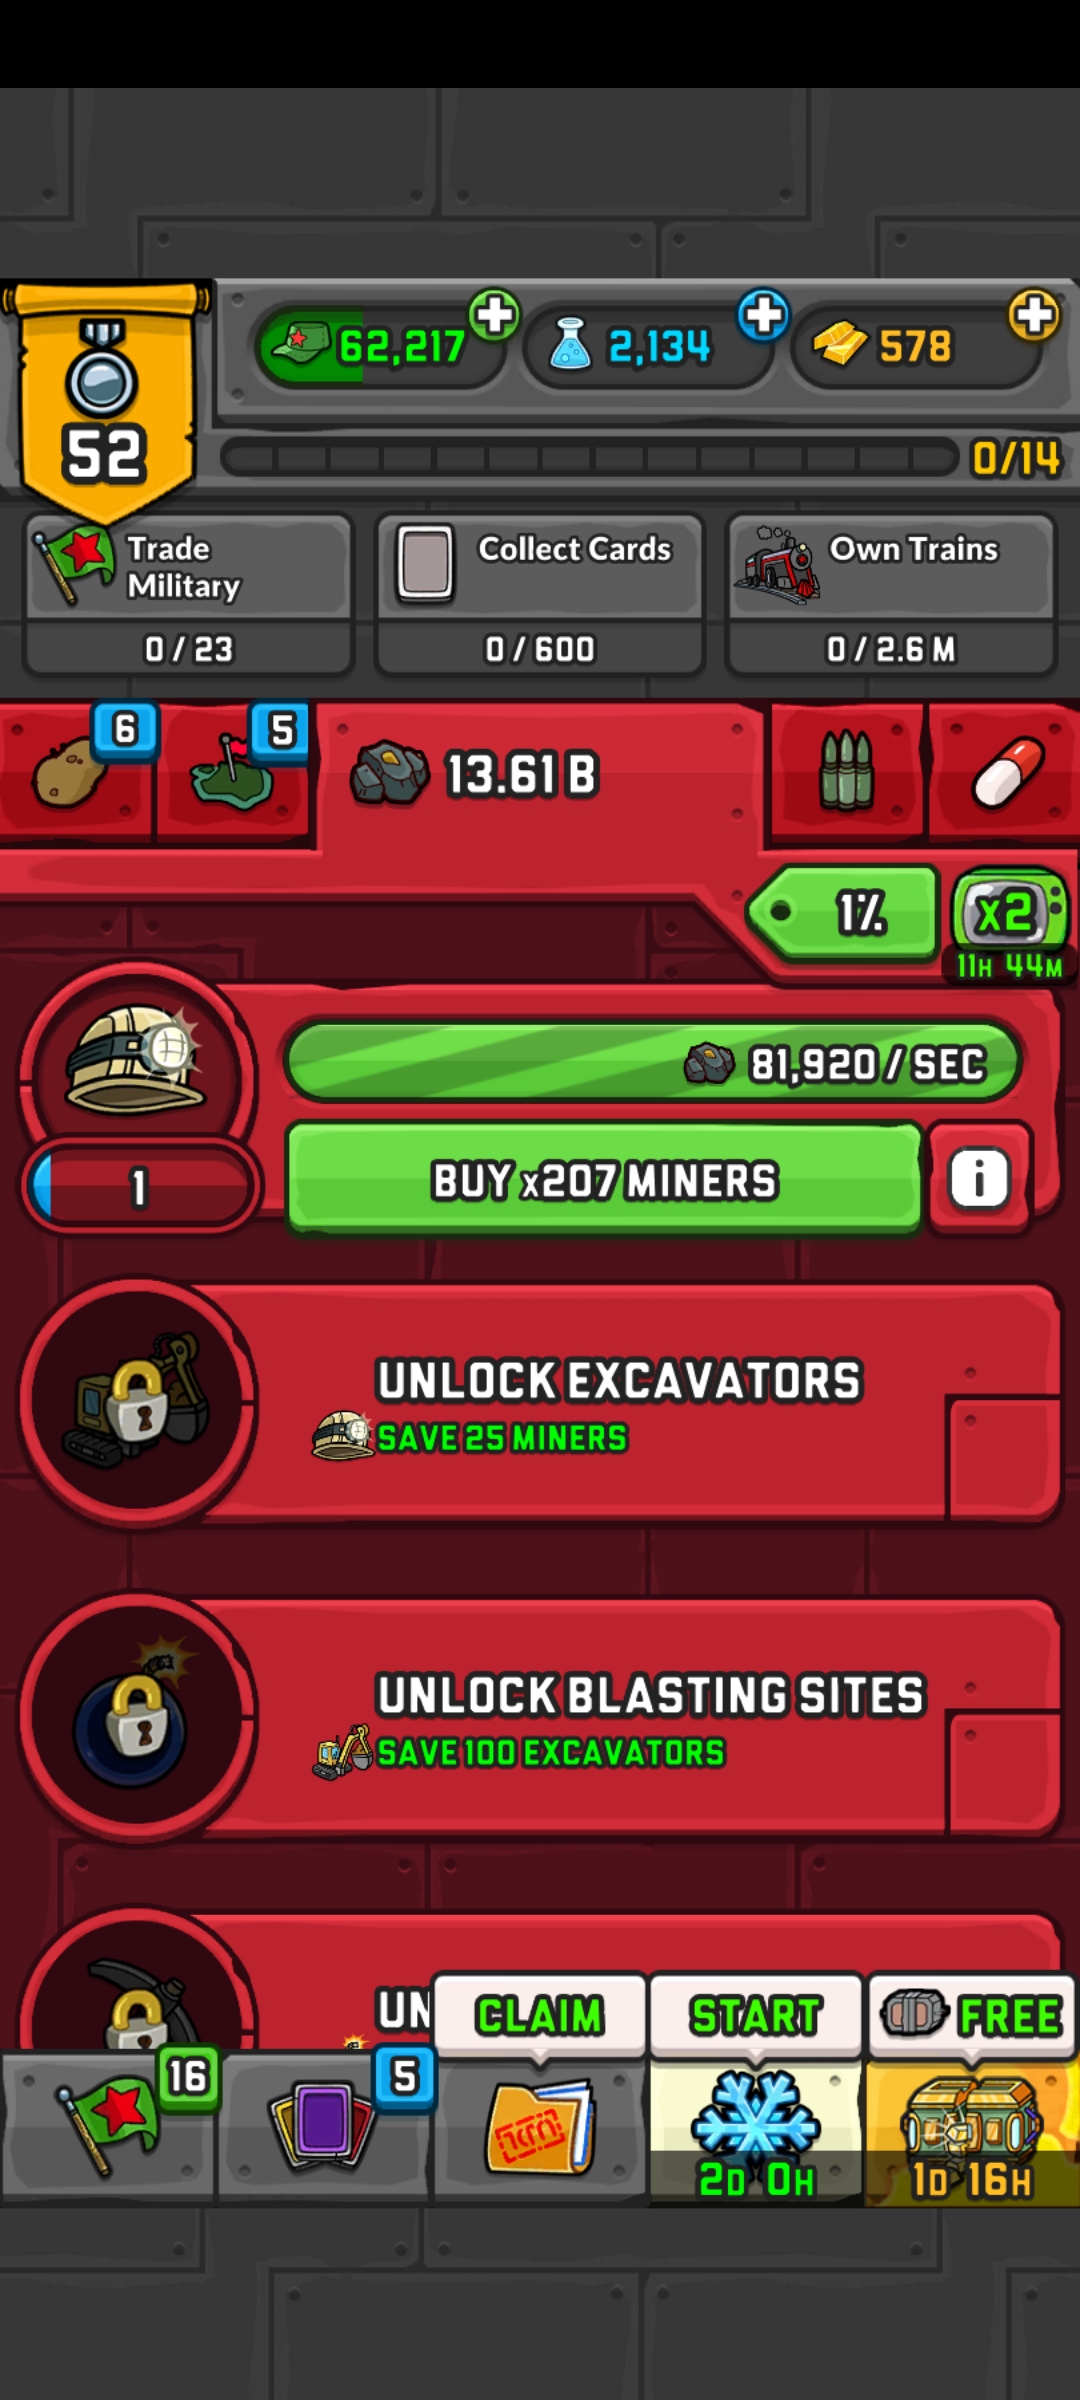 62,217
2,134
578
52
0/14
Trade
Military
Collect Cards
Own Trains
0 / 23
0 / 600
0 / 2.6 M
6
5
13.61 B
1%
x2
11H 44M
81,920 / SEC
1
BUY x207 MINERS
i
UNLOCK EXCAVATORS
SAVE 25 MINERS
UNLOCK BLASTING SITES
SAVE 100 EXCAVATORS
UN
CLAIM
START
FREE
16
5
2D 0H
1D 16H